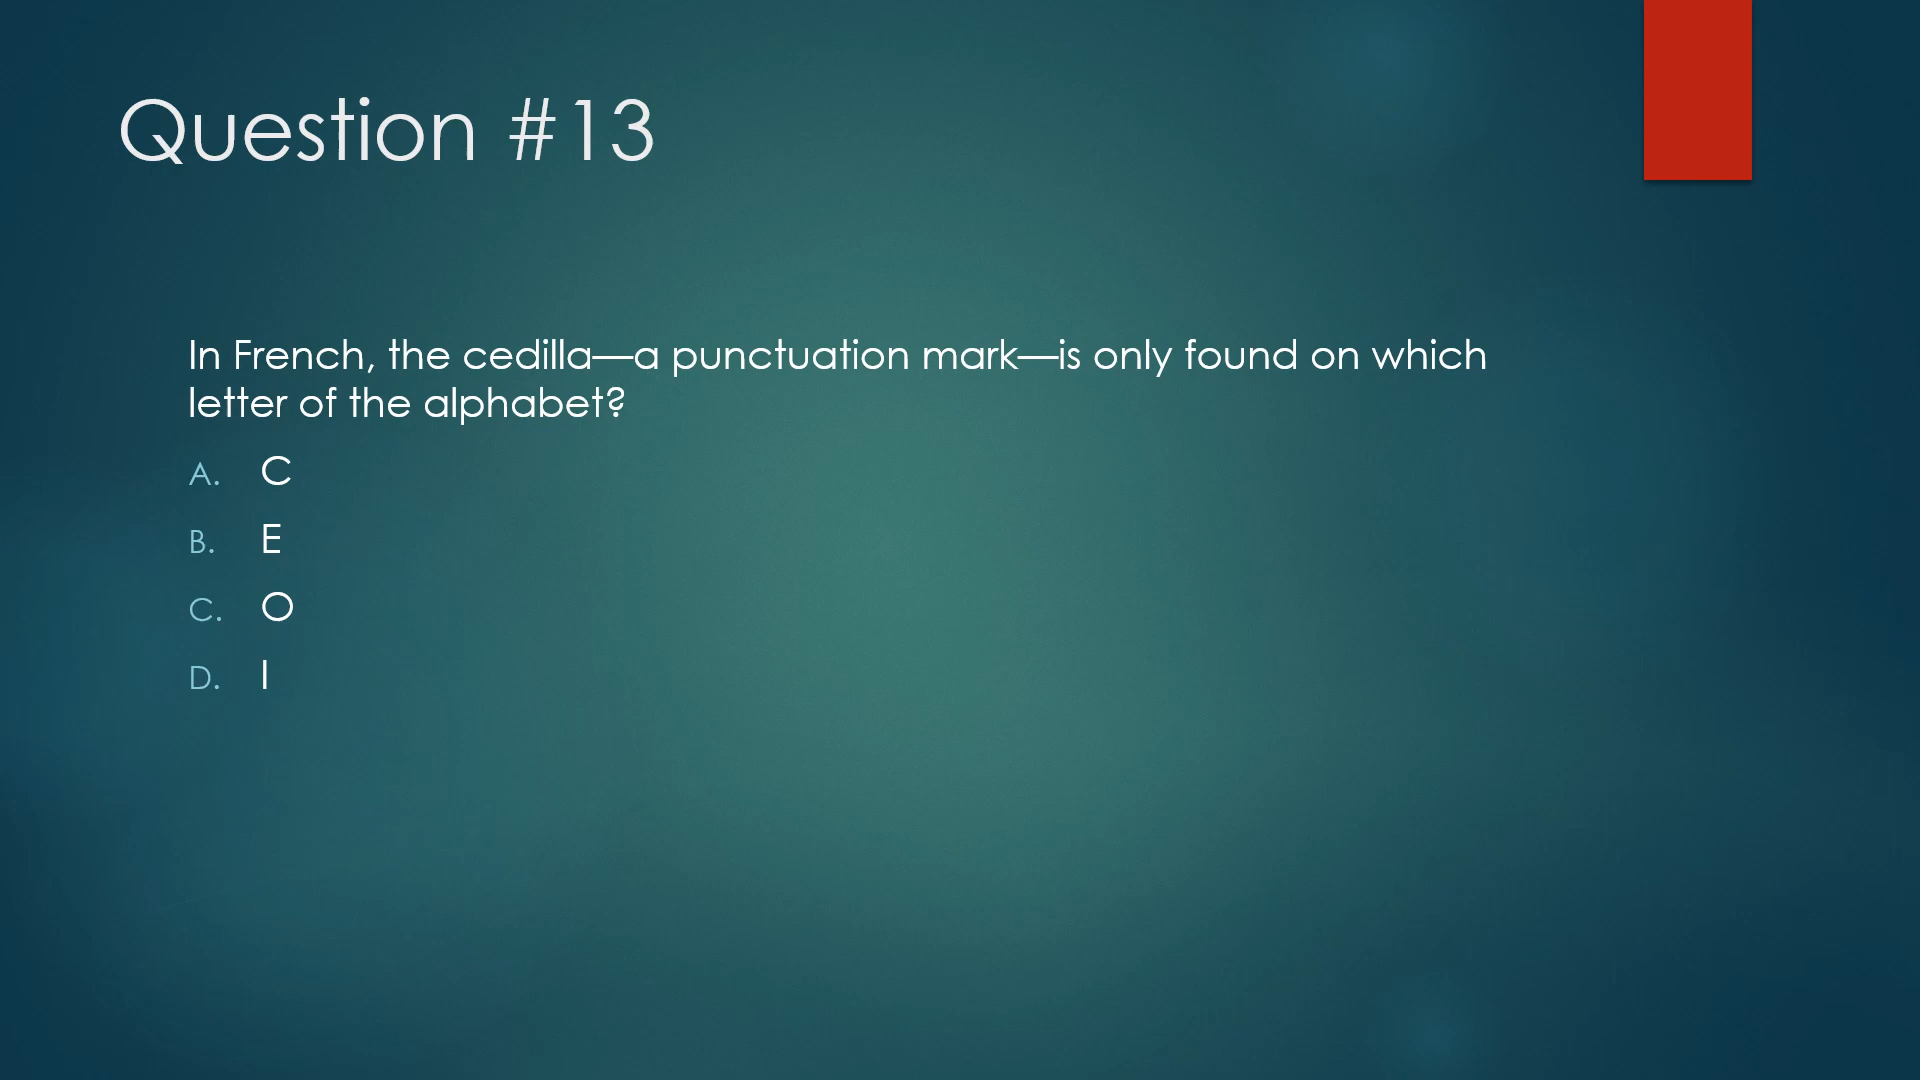 Question #13
In French, the cedilla—a punctuation mark—is only found on which
letter of the alphabet?
A. C
B. E
C. O
D. I